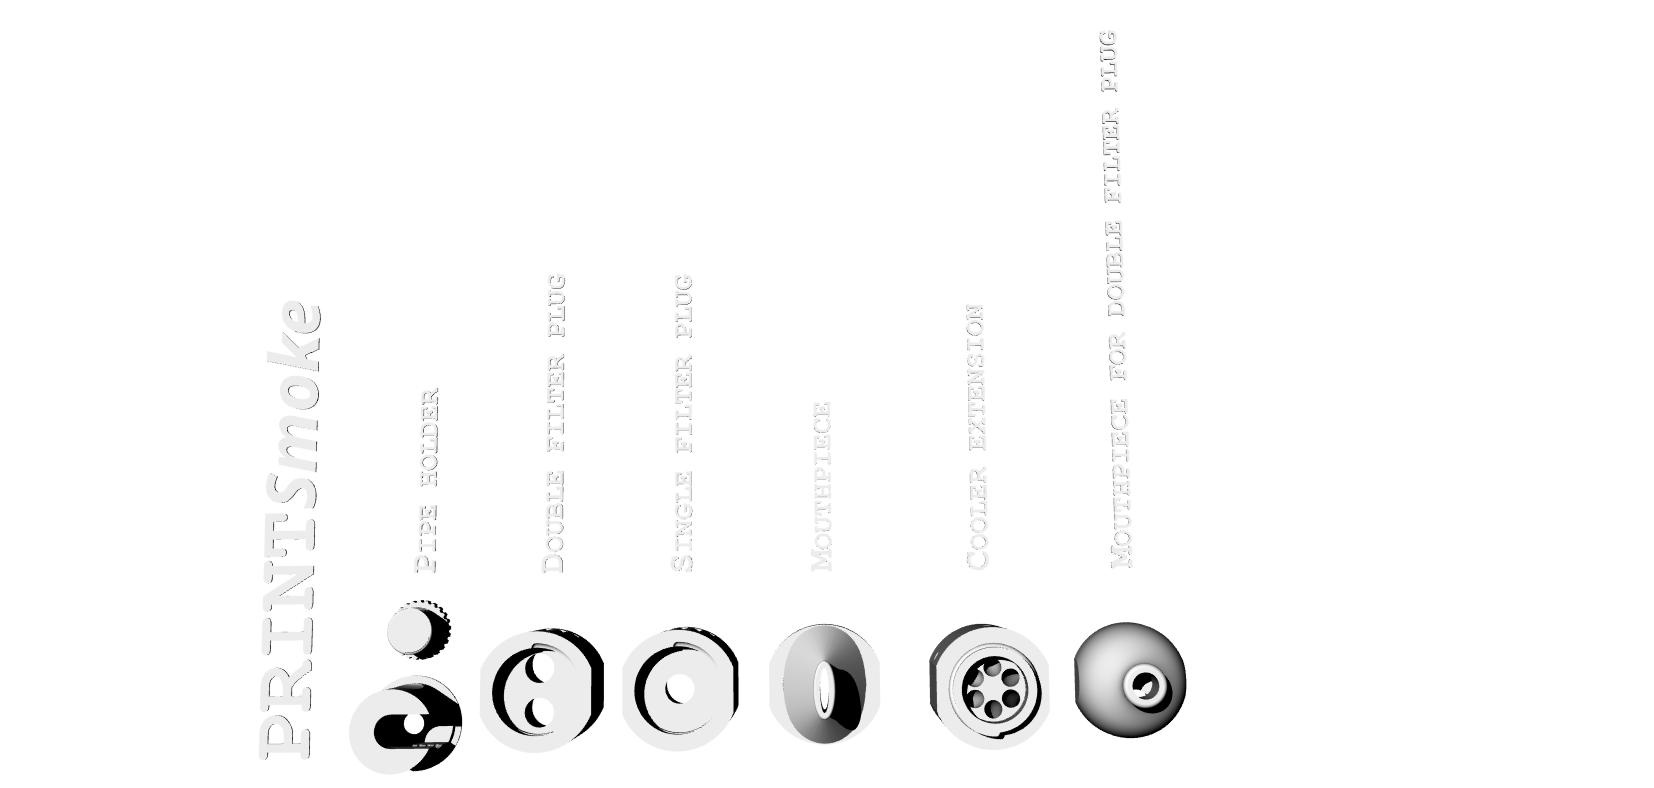 PRINTSmoke
PIPE HOLDER
DOUBLE FILTER PLUG
SINGLE FILTER PLUG
MOUTHPIECE
COOLER EXTENSION
MOUTHPIECE FOR DOUBLE FILTER PLUG